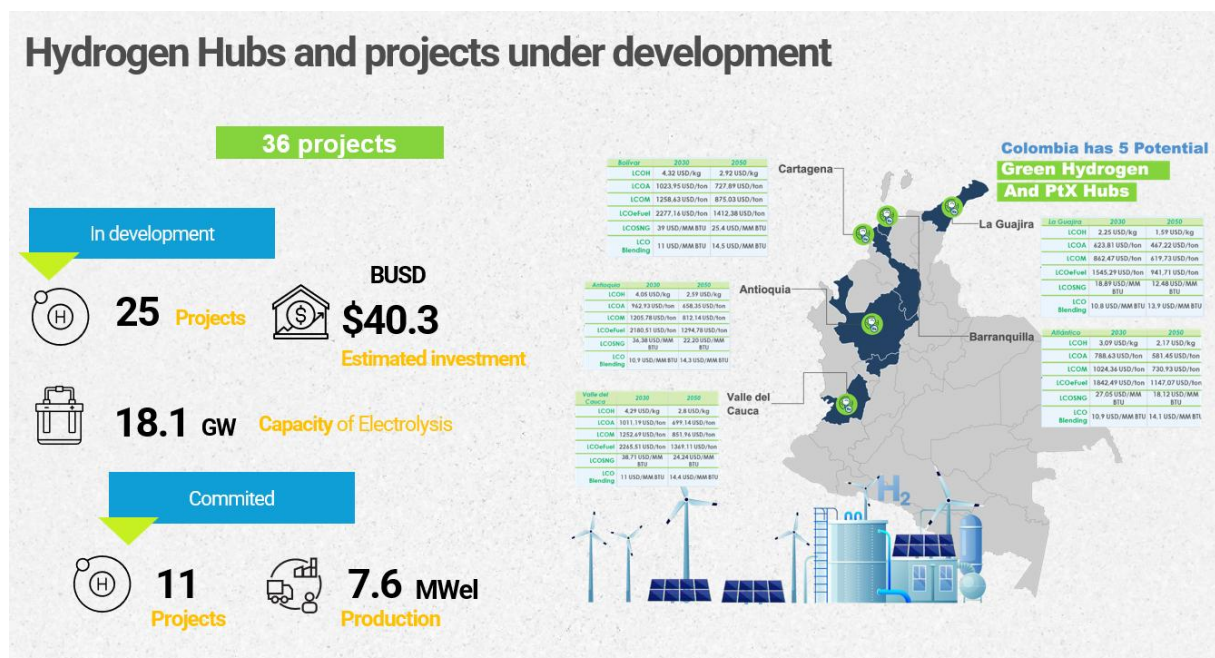 Hydrogen Hubs and projects under development
36 projects
In development
25 Projects
BUSD
$40.3
Estimated investment
18.1 GW Capacity of Electrolysis
Commited
11
Projects
7.6 MWel
Production
Colombia has 5 Potential
Green Hydrogen
And PtX Hubs
Cartagena
La Guajira
Antioquia
Barranquilla
Valle del
Cauca
H2
Bolívar 2030 2050
LCOH 4.32 USD/kg 2.92 USD/kg
LCOA 1023.95 USD/ton 727.89 USD/ton
LCOM 1258.63 USD/ton 875.03 USD/ton
LCOeFuel 2277.16 USD/ton 1412.38 USD/ton
LCOSNG 39 USD/MM BTU 25.4 USD/MM BTU
LCO
Blending 11 USD/MM BTU 14.5 USD/MM BTU
Antioquia 2030 2050
LCOH 4.05 USD/kg 2.59 USD/kg
LCOA 962.93 USD/ton 658.35 USD/ton
LCOM 1205.78 USD/ton 812.14 USD/ton
LCOeFuel 2180.51 USD/ton 1294.78 USD/ton
LCOSNG 36.38 USD/MM BTU 22.20 USD/MM BTU
LCO
Blending 10.9 USD/MM BTU 14.3 USD/MM BTU
Valle del
Cauca 2030 2050
LCOH 4.29 USD/kg 2.8 USD/kg
LCOA 1011.19 USD/ton 699.14 USD/ton
LCOM 1252.69 USD/ton 851.96 USD/ton
LCOeFuel 2265.51 USD/ton 1369.11 USD/ton
LCOSNG 38.71 USD/MM BTU 24.24 USD/MM BTU
LCO
Blending 11 USD/MM BTU 14.4 USD/MM BTU
La Guajira 2030 2050
LCOH 2.25 USD/kg 1.59 USD/kg
LCOA 623.81 USD/ton 467.22 USD/ton
LCOM 862.47 USD/ton 619.73 USD/ton
LCOeFuel 1545.29 USD/ton 941.71 USD/ton
LCOSNG 18.89 USD/MM BTU 12.48 USD/MM BTU
LCO
Blending 10.8 USD/MM BTU 13.9 USD/MM BTU
Atlántico 2030 2050
LCOH 3.09 USD/kg 2.17 USD/kg
LCOA 788.63 USD/ton 581.45 USD/ton
LCOM 1024.36 USD/ton 730.93 USD/ton
LCOeFuel 1842.49 USD/ton 1147.07 USD/ton
LCOSNG 27.05 USD/MM BTU 18.12 USD/MM BTU
LCO
Blending 10.9 USD/MM BTU 14.1 USD/MM BTU